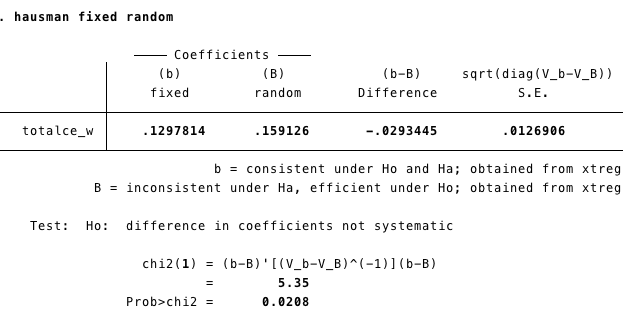 . hausman fixed random
Coefficients
(b) (B) (b-B) sqrt(diag(V_b-V_B))
fixed random Difference S.E.
totalce_w .1297814 .159126 -.0293445 .0126906
b = consistent under Ho and Ha; obtained from xtreg
B = inconsistent under Ha, efficient under Ho; obtained from xtreg
Test: Ho: difference in coefficients not systematic
chi2(1) = (b-B)'[(V_b-V_B)^(-1)](b-B)
= 5.35
Prob>chi2 = 0.0208